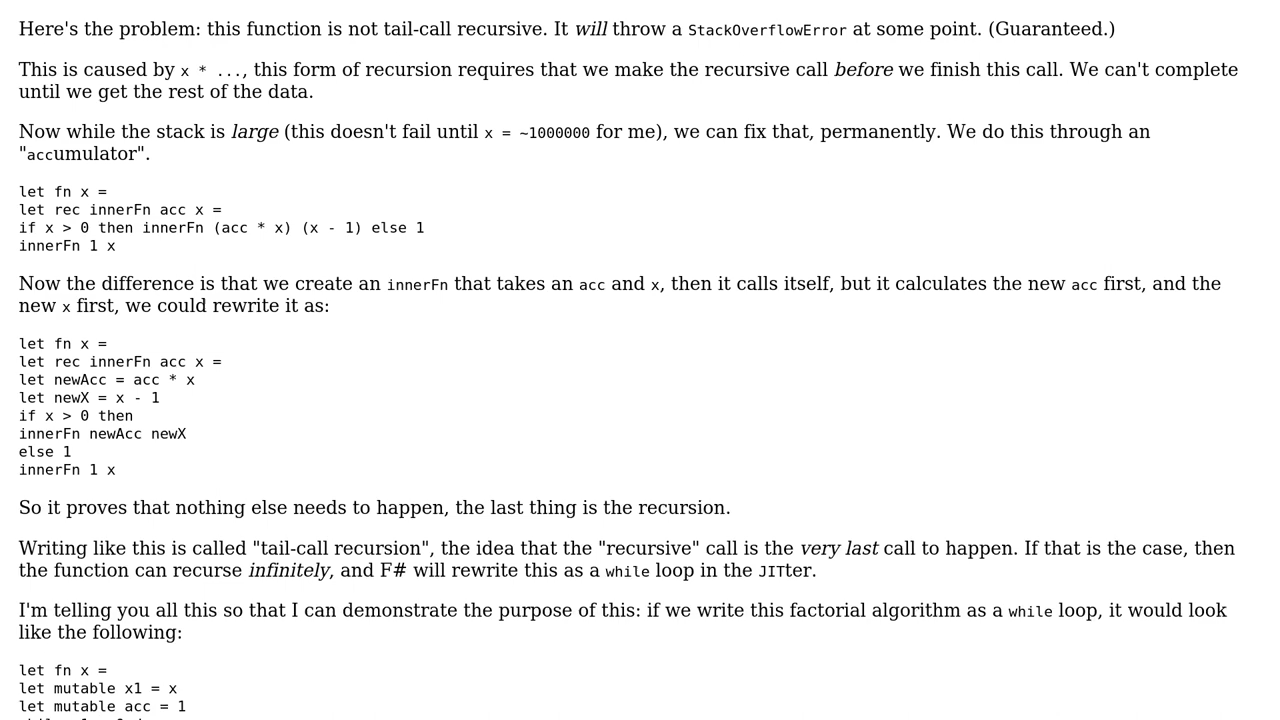 Here's the problem: this function is not tail-call recursive. It will throw a StackOverflowError at some point. (Guaranteed.)
This is caused by x * ..., this form of recursion requires that we make the recursive call before we finish this call. We can't complete
until we get the rest of the data.
Now while the stack is large (this doesn't fail until x = ~1000000 for me), we can fix that, permanently. We do this through an
"accumulator".
let fn x =
let rec innerFn acc x =
if x > 0 then innerFn (acc * x) (x - 1) else 1
innerFn 1 x
Now the difference is that we create an innerFn that takes an acc and x, then it calls itself, but it calculates the new acc first, and the
new x first, we could rewrite it as:
let fn x =
let rec innerFn acc x =
let newAcc = acc * x
let newX = x - 1
if x > 0 then
innerFn newAcc newX
else 1
innerFn 1 x
So it proves that nothing else needs to happen, the last thing is the recursion.
Writing like this is called "tail-call recursion", the idea that the "recursive" call is the very last call to happen. If that is the case, then
the function can recurse infinitely, and F# will rewrite this as a while loop in the JITter.
I'm telling you all this so that I can demonstrate the purpose of this: if we write this factorial algorithm as a while loop, it would look
like the following:
let fn x =
let mutable x1 = x
let mutable acc = 1